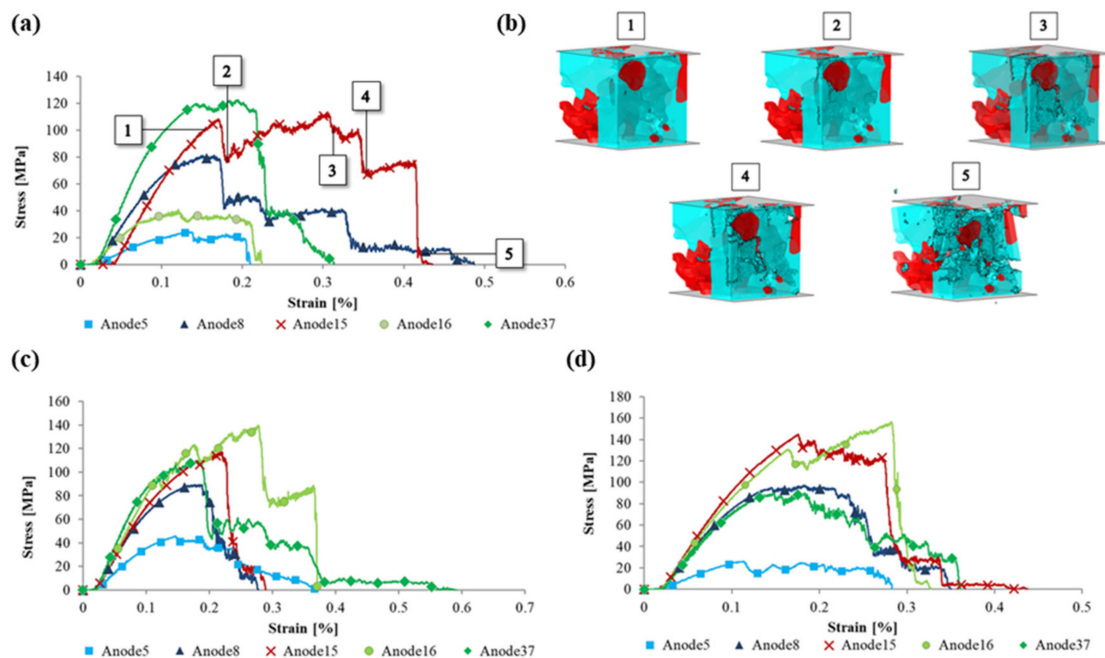 (a)
Stress [MPa]
140
120
100
80
60
40
20
0
0 0.1 0.2 0.3 0.4 0.5 0.6
Strain [%]
1
2
3
4
5
Anode5 Anode8 Anode15 Anode16 Anode37
(b)
1 2 3
4 5
(c)
Stress [MPa]
160
140
120
100
80
60
40
20
0
0 0.1 0.2 0.3 0.4 0.5 0.6 0.7
Strain [%]
Anode5 Anode8 Anode15 Anode16 Anode37
(d)
Stress [MPa]
180
160
140
120
100
80
60
40
20
0
0 0.1 0.2 0.3 0.4 0.5
Strain [%]
Anode5 Anode8 Anode15 Anode16 Anode37